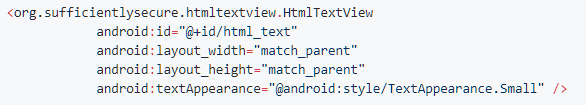 <org.sufficientlysecure.htmltextview.HtmlTextView
android:id="@+id/html_text"
android:layout_width="match_parent"
android:layout_height="match_parent"
android:textAppearance="@android:style/TextAppearance.Small" />